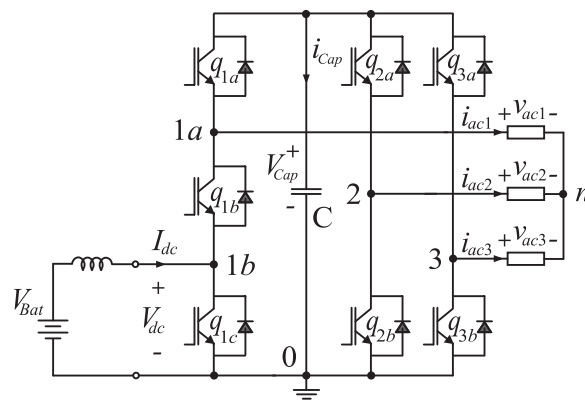 q1a
iCap
q2a
q3a
1a
iac1
+vac1-
VCap
+
-
C
q1b
2
iac2
+vac2-
n
Idc
1b
3
iac3
+vac3-
VBat
+
Vdc
-
q1c
0
q2b
q3b